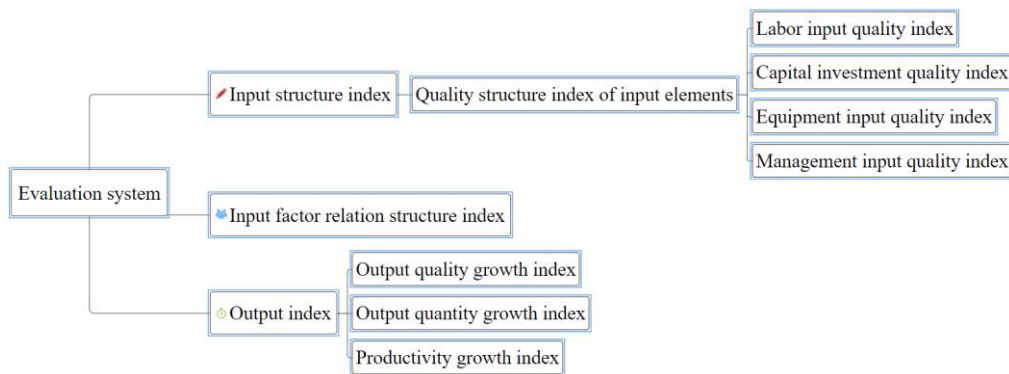 Evaluation system
Input structure index
Quality structure index of input elements
Labor input quality index
Capital investment quality index
Equipment input quality index
Management input quality index
Input factor relation structure index
Output index
Output quality growth index
Output quantity growth index
Productivity growth index